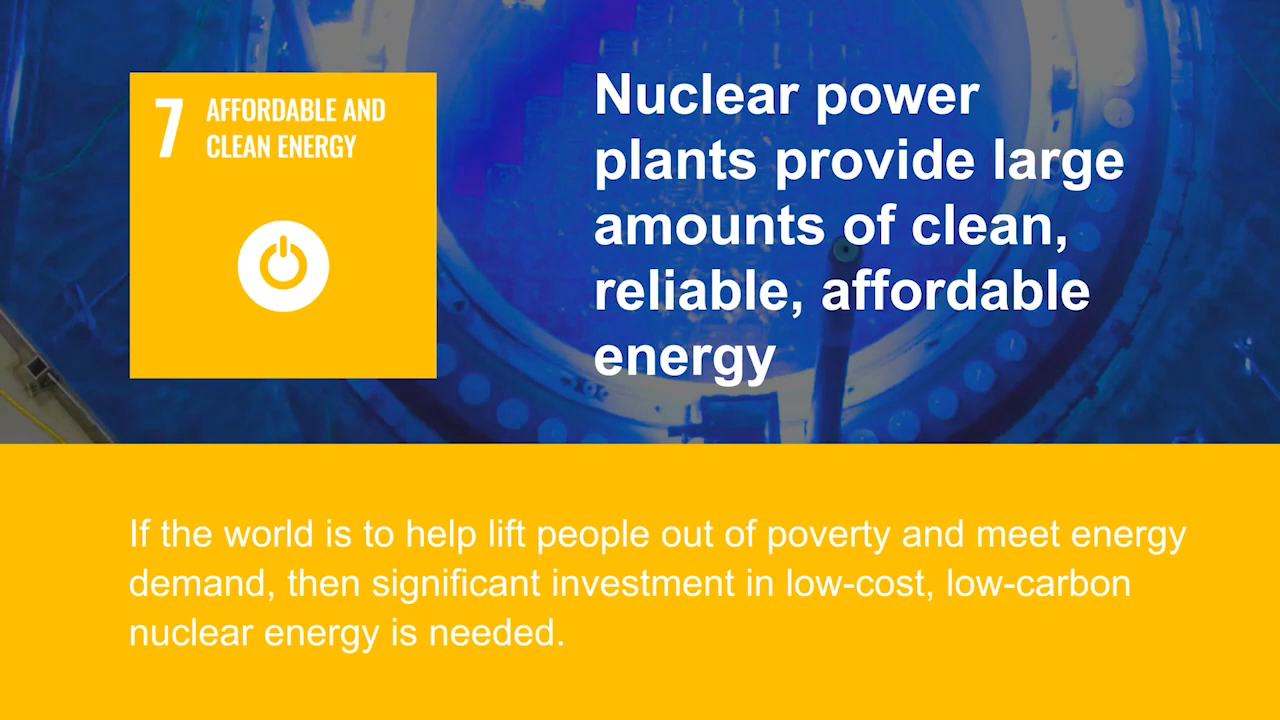 7
AFFORDABLE AND
CLEAN ENERGY
Nuclear power
plants provide large
amounts of clean,
reliable, affordable
energy
If the world is to help lift people out of poverty and meet energy
demand, then significant investment in low-cost, low-carbon
nuclear energy is needed.